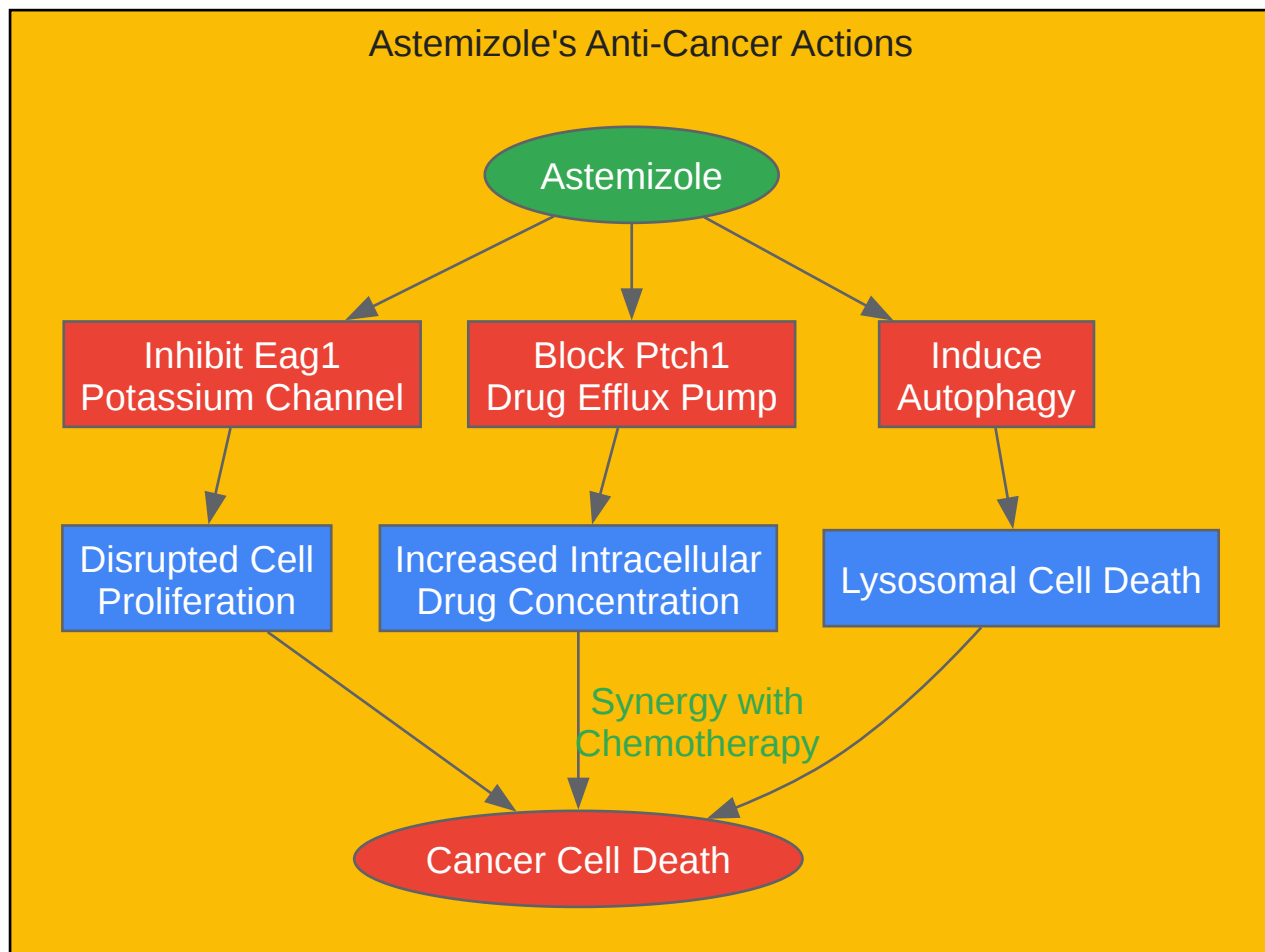 Astemizole's Anti-Cancer Actions
Astemizole
Inhibit Eag1
Potassium Channel
Block Ptch1
Drug Efflux Pump
Induce
Autophagy
Disrupted Cell
Proliferation
Increased Intracellular
Drug Concentration
Lysosomal Cell Death
Synergy with
Chemotherapy
Cancer Cell Death